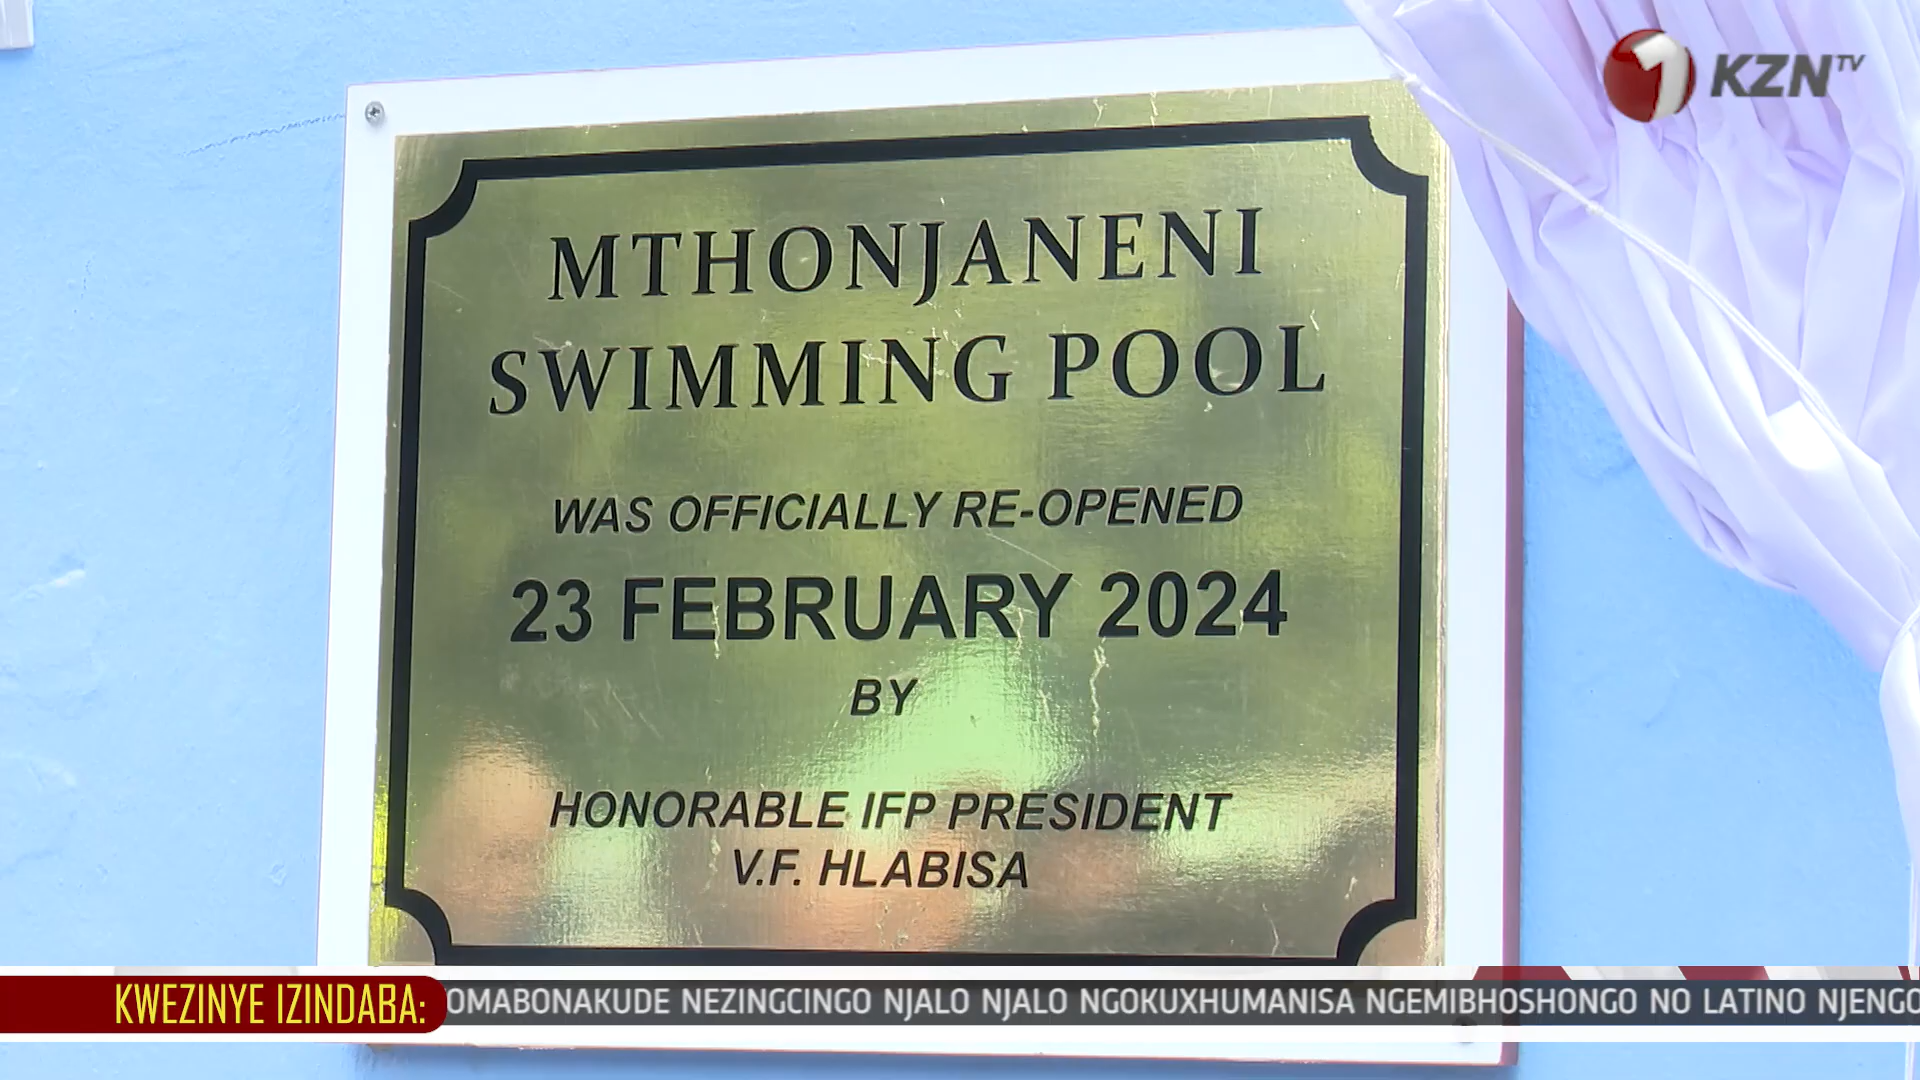 1KZN TV
MTHONJANENI
SWIMMING POOL
WAS OFFICIALLY RE-OPENED
23 FEBRUARY 2024
BY
HONORABLE IFP PRESIDENT
V.F. HLABISA
KWEZINYE IZINDABA: OMABONAKUDE NEZINGCINGO NJALO NJALO NGOKUXHUMANISA NGEMIBHOSHONGO NO LATINO NJENGO